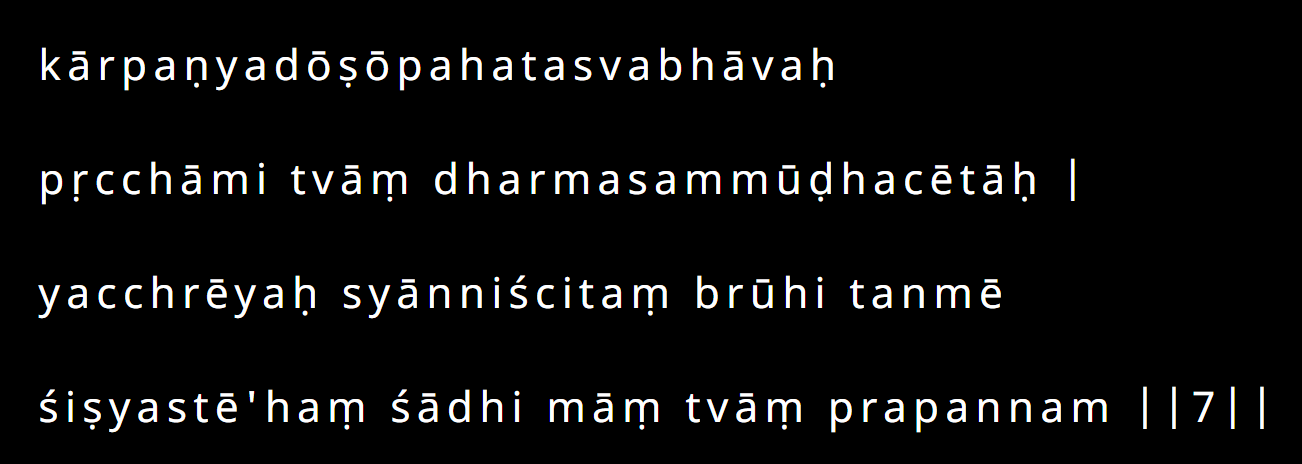 kārpaṇyadōṣōpahatasvabhāvaḥ
pṛcchāmi tvāṃ dharmasammūḍhacētāḥ |
yacchrēyaḥ syānniścitaṃ brūhi tanmē
śiṣyastē'haṃ śādhi māṃ tvāṃ prapannam ||7||